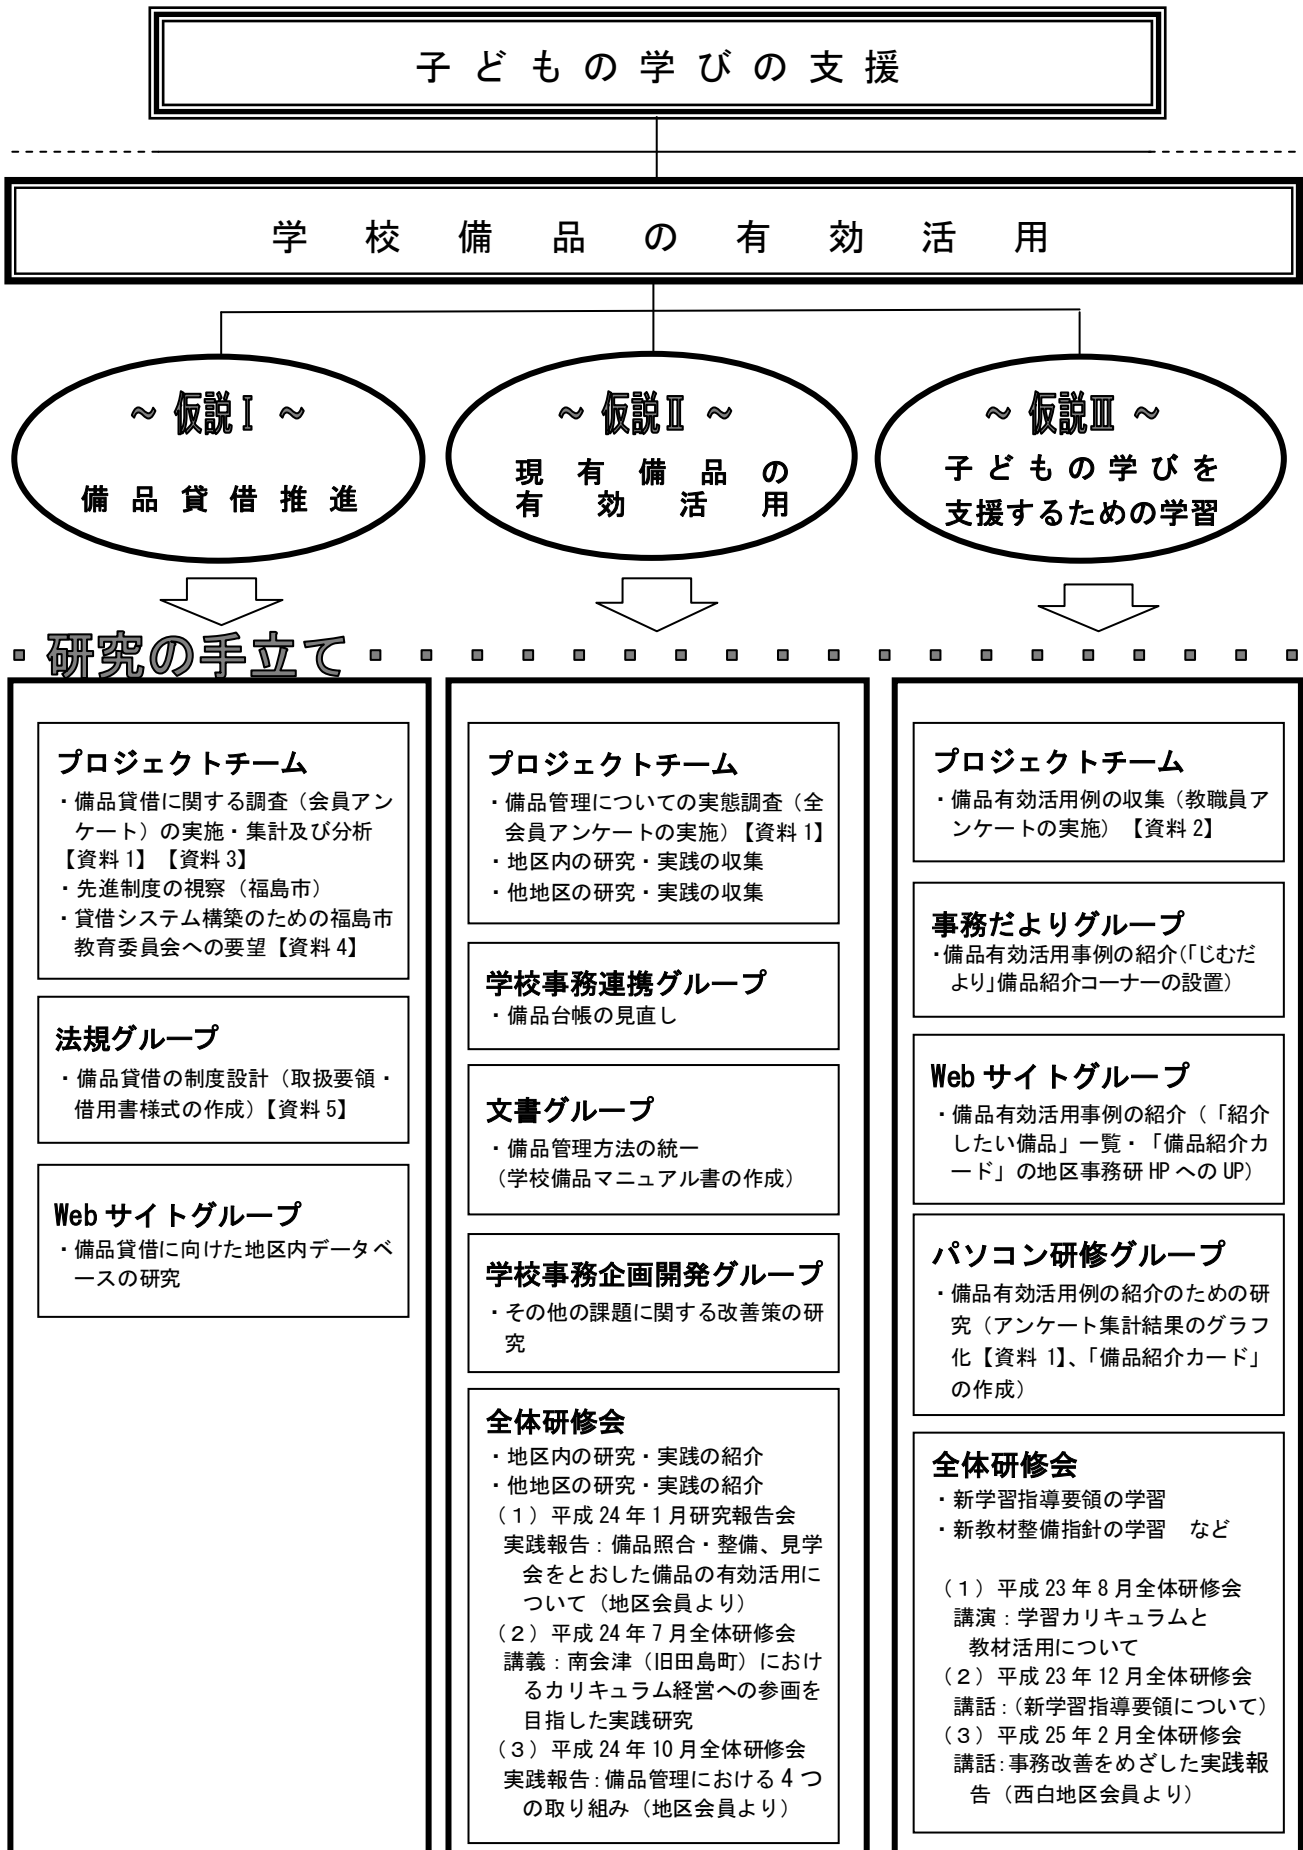 子どもの学びの支援
学校備品の有効活用
～ 仮説Ⅰ ～
備品貸借推進
～ 仮説Ⅱ ～
現有備品の
有効活用
～ 仮説Ⅲ ～
子どもの学びを
支援するための学習
・研究の手立て・・・・・・・・・・・・・・・・・・・
プロジェクトチーム
・備品貸借に関する調査（会員アン
ケート）の実施・集計及び分析
【資料1】【資料3】
・先進制度の視察（福島市）
・貸借システム構築のための福島市
教育委員会への要望【資料4】
法規グループ
・備品貸借の制度設計（取扱要領・
借用書様式の作成）【資料5】
Webサイトグループ
・備品貸借に向けた地区内データベ
ースの研究
プロジェクトチーム
・備品管理についての実態調査（全
会員アンケートの実施）【資料1】
・地区内の研究・実践の収集
・他地区の研究・実践の収集
学校事務連携グループ
・備品台帳の見直し
文書グループ
・備品管理方法の統一
（学校備品マニュアル書の作成）
学校事務企画開発グループ
・その他の課題に関する改善策の研
究
全体研修会
・地区内の研究・実践の紹介
・他地区の研究・実践の紹介
（１）平成24年1月研究報告会
実践報告：備品照合・整備、見学
会をとおした備品の有効活用に
ついて（地区会員より）
（２）平成24年7月全体研修会
講義：南会津（旧田島町）におけ
るカリキュラム経営への参画を
目指した実践研究
（３）平成24年10月全体研修会
実践報告：備品管理における４つ
の取り組み（地区会員より）
プロジェクトチーム
・備品有効活用例の収集（教職員ア
ンケートの実施）【資料2】
事務だよりグループ
・備品有効活用事例の紹介（「じむだ
より」備品紹介コーナーの設置）
Webサイトグループ
・備品有効活用事例の紹介（「紹介
したい備品」一覧・「備品紹介カ
ード」の地区事務研HPへのUP）
パソコン研修グループ
・備品有効活用例の紹介のための研
究（アンケート集計結果のグラフ
化【資料 1】、「備品紹介カード」
の作成）
全体研修会
・新学習指導要領の学習
・新教材整備指針の学習　など
（１）平成23年8月全体研修会
講演：学習カリキュラムと
教材活用について
（２）平成23年12月全体研修会
講話：（新学習指導要領について）
（３）平成25年2月全体研修会
講話：事務改善をめざした実践報
告（西白地区会員より）